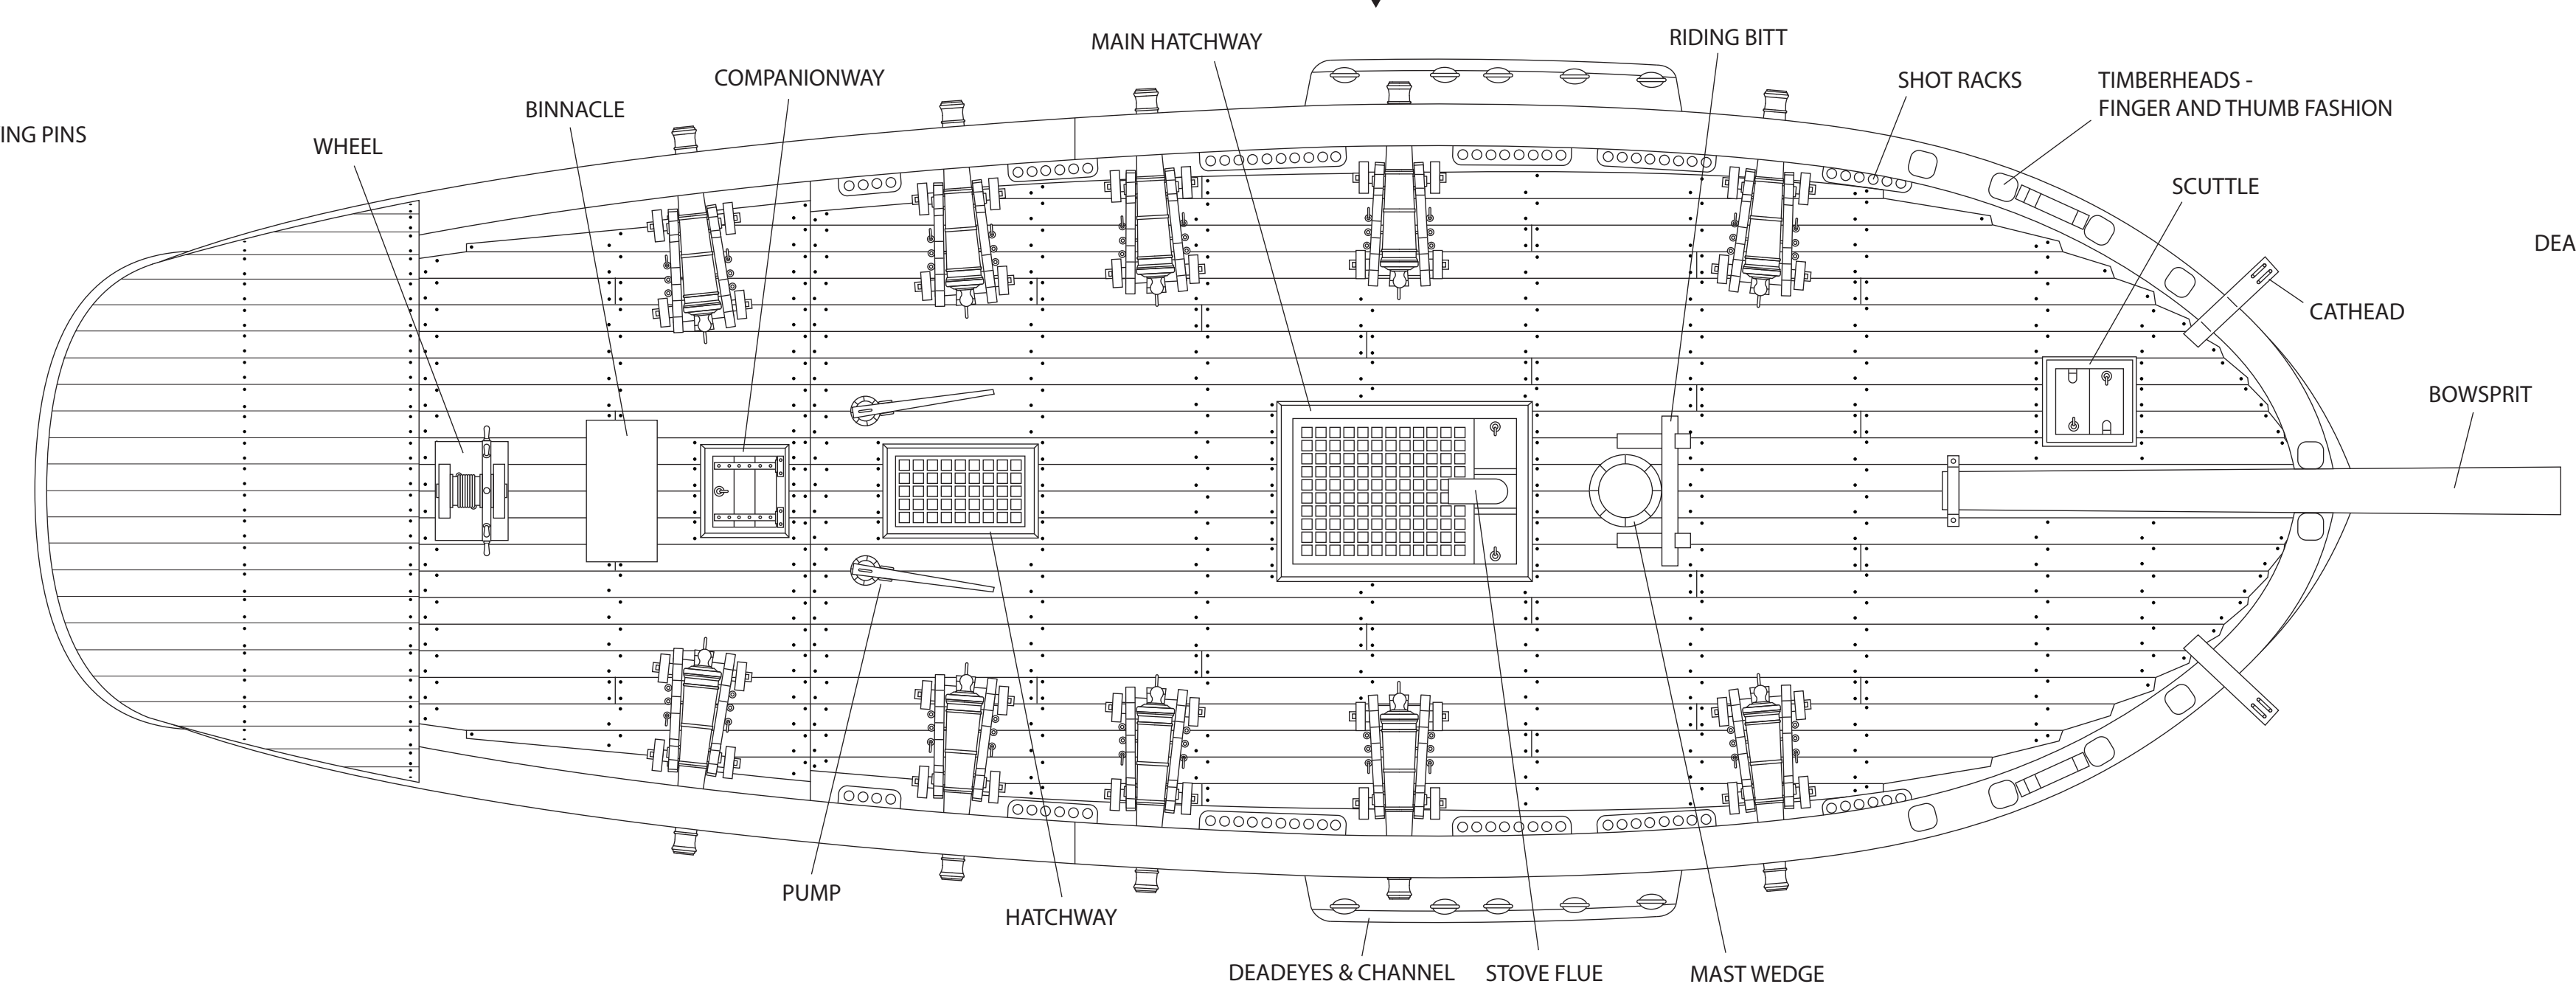 MAIN HATCHWAY
RIDING BITT
COMPANIONWAY
SHOT RACKS
TIMBERHEADS -
FINGER AND THUMB FASHION
BINNACLE
ING PINS
WHEEL
SCUTTLE
DEA
CATHEAD
BOWSPRIT
PUMP
HATCHWAY
DEADEYES & CHANNEL
STOVE FLUE
MAST WEDGE